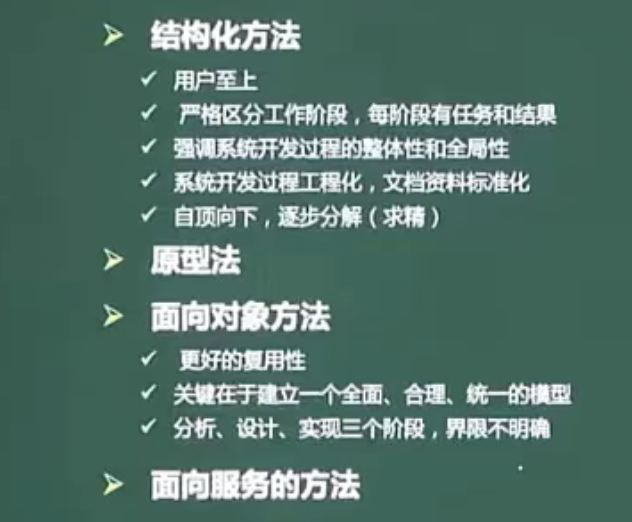 结构化方法
用户至上
严格区分工作阶段，每阶段有任务和结果
强调系统开发过程的整体性和全局性
系统开发过程工程化，文档资料标准化
自顶向下，逐步分解（求精）
原型法
面向对象方法
更好的复用性
关键在于建立一个全面、合理、统一的模型
分析、设计、实现三个阶段，界限不明确
面向服务的方法